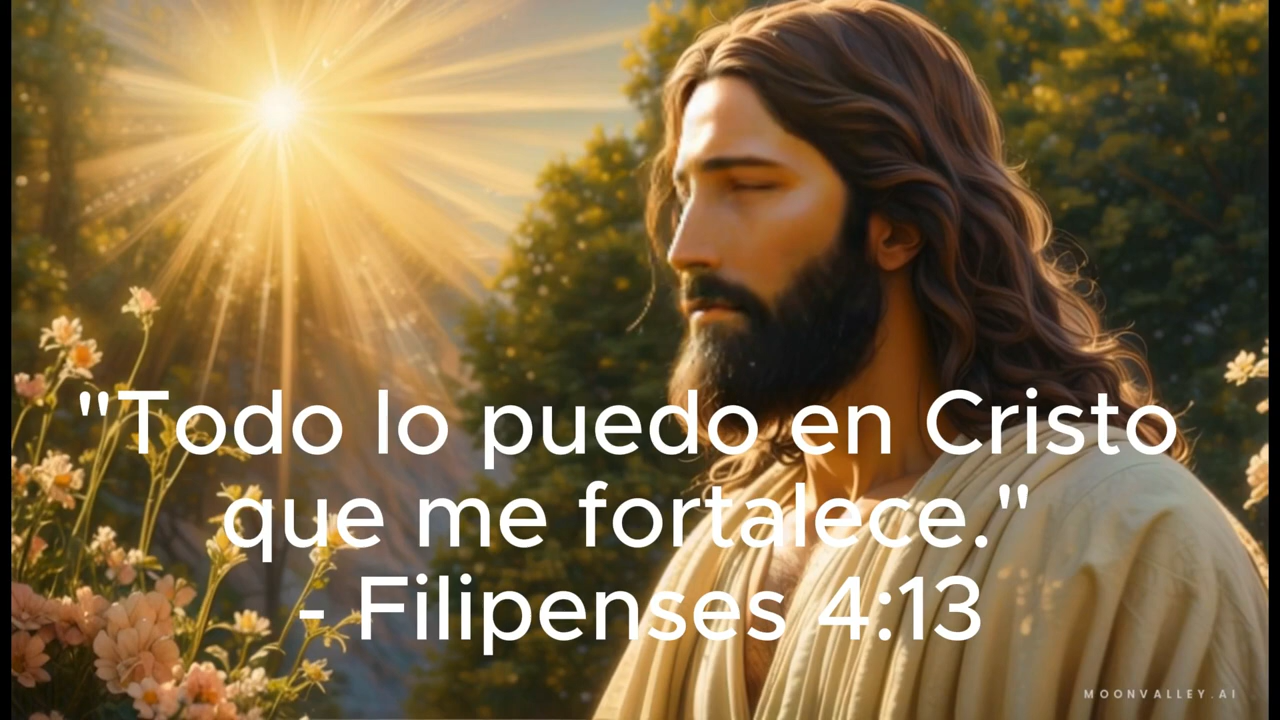 "Todo lo puedo en Cristo
que me fortalece."
- Filipenses 4:13
MOONVALLEY.AI